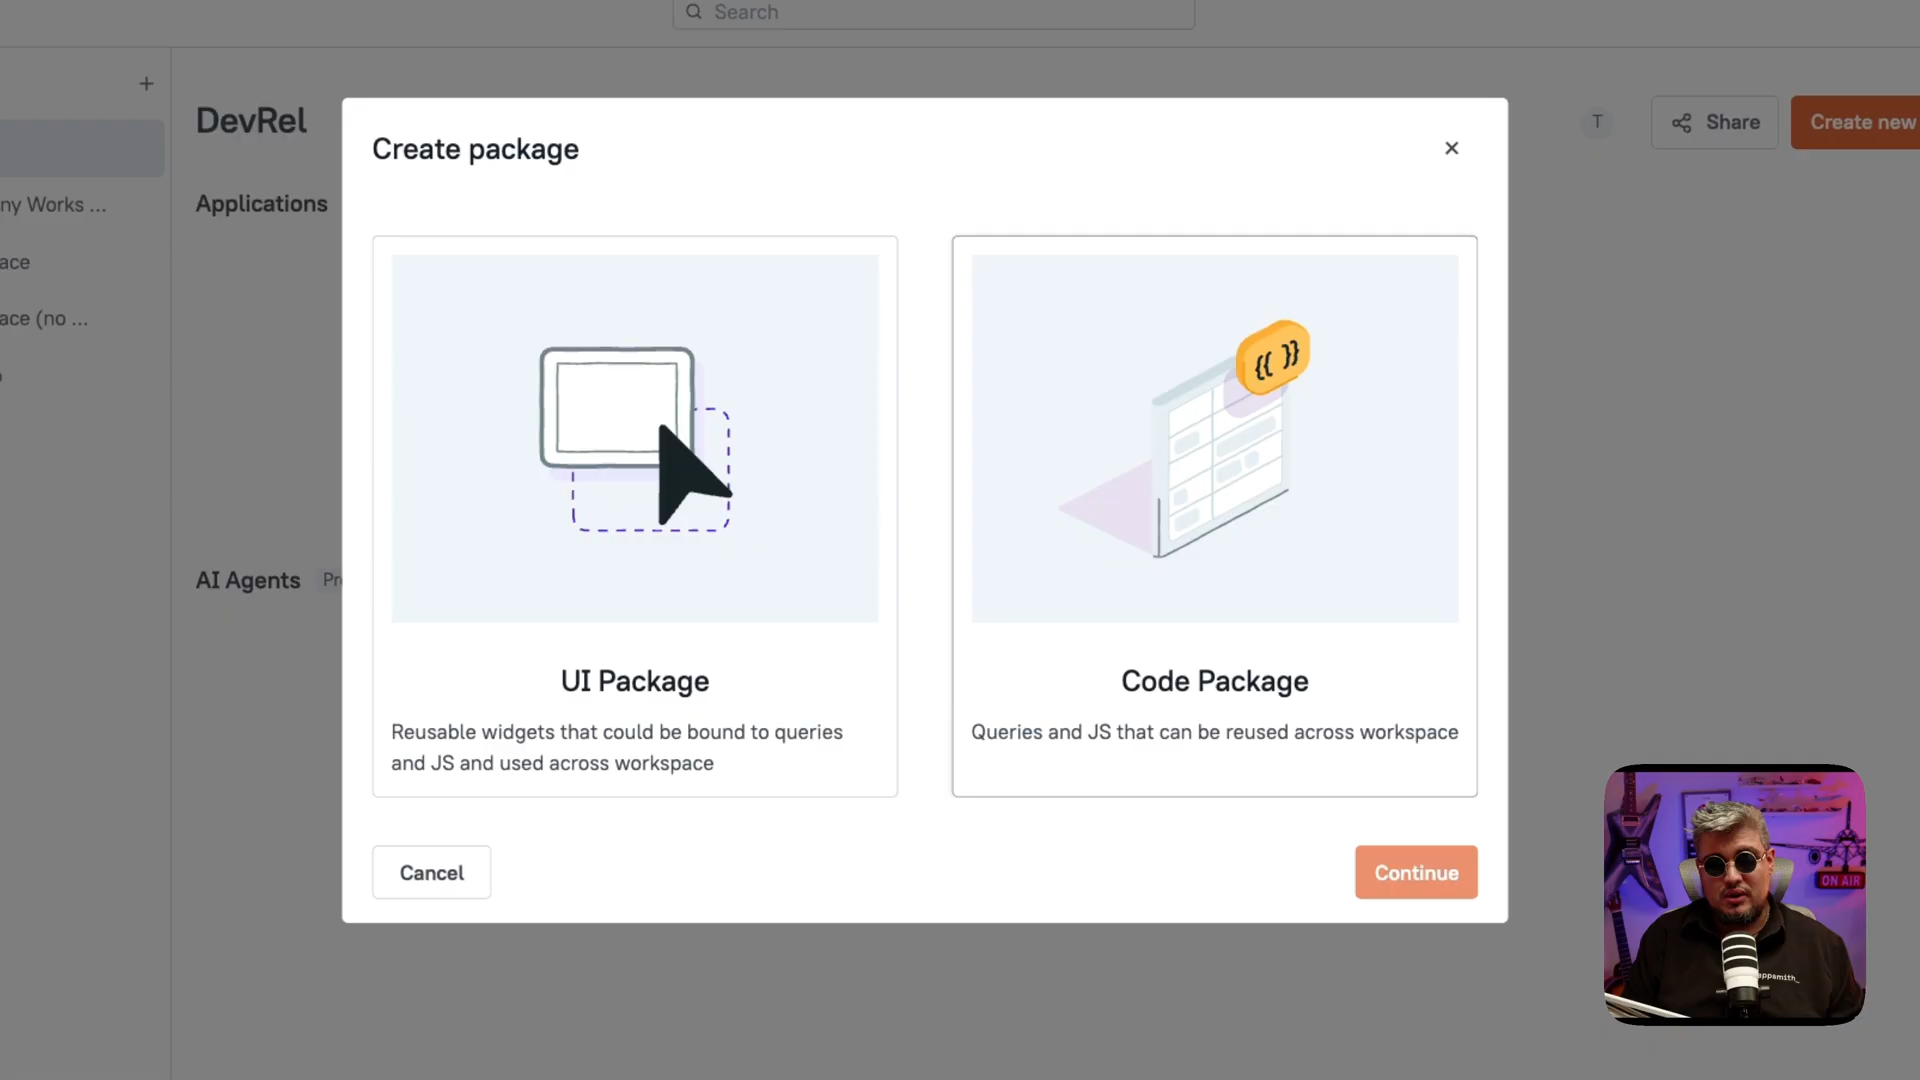 Search
DevRel
T
Share
Create new
Applications
ny Works ...
ace
ace (no ...
AI Agents
Pr
Create package
{{ }}
UI Package
Reusable widgets that could be bound to queries
and JS and used across workspace
Code Package
Queries and JS that can be reused across workspace
Cancel
Continue
ON AIR
appsmith_